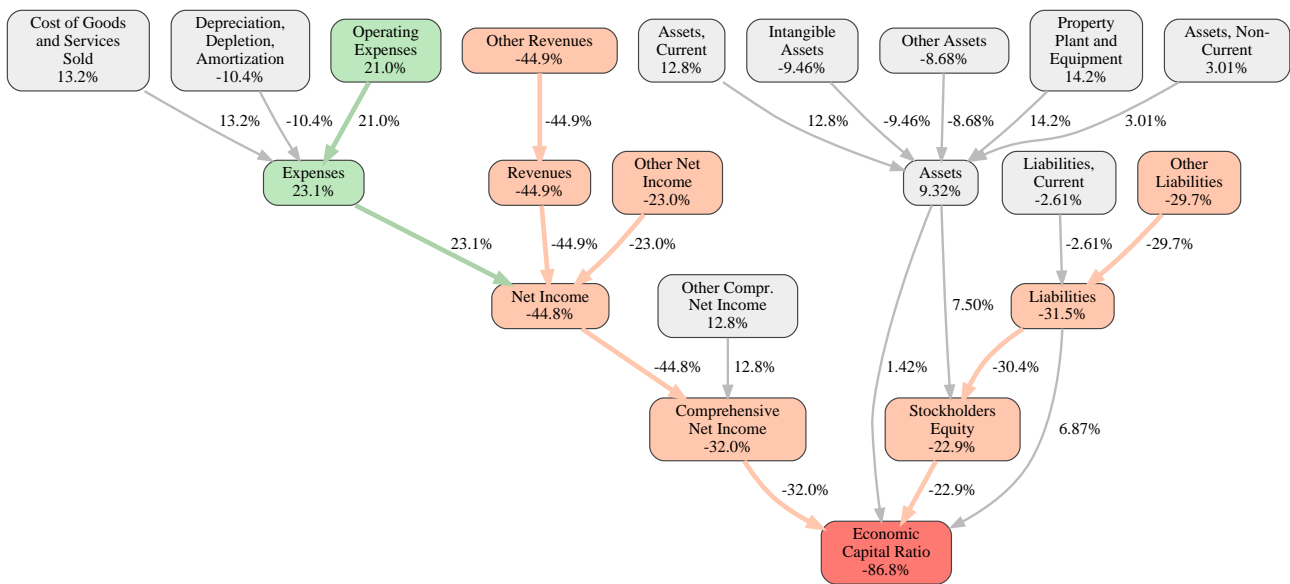 Cost of Goods
and Services
Sold
13.2%
Depreciation,
Depletion,
Amortization
-10.4%
Operating
Expenses
21.0%
Other Revenues
-44.9%
Assets,
Current
12.8%
Intangible
Assets
-9.46%
Other Assets
-8.68%
Property
Plant and
Equipment
14.2%
Assets, Non-
Current
3.01%
13.2%
-10.4%
21.0%
-44.9%
12.8%
-9.46%
-8.68%
14.2%
3.01%
Expenses
23.1%
Revenues
-44.9%
Other Net
Income
-23.0%
Assets
9.32%
Liabilities,
Current
-2.61%
Other
Liabilities
-29.7%
23.1%
-44.9%
-23.0%
-2.61%
-29.7%
Net Income
-44.8%
Other Compr.
Net Income
12.8%
7.50%
Liabilities
-31.5%
-44.8%
12.8%
1.42%
-30.4%
Comprehensive
Net Income
-32.0%
Stockholders
Equity
-22.9%
6.87%
-32.0%
-22.9%
Economic
Capital Ratio
-86.8%